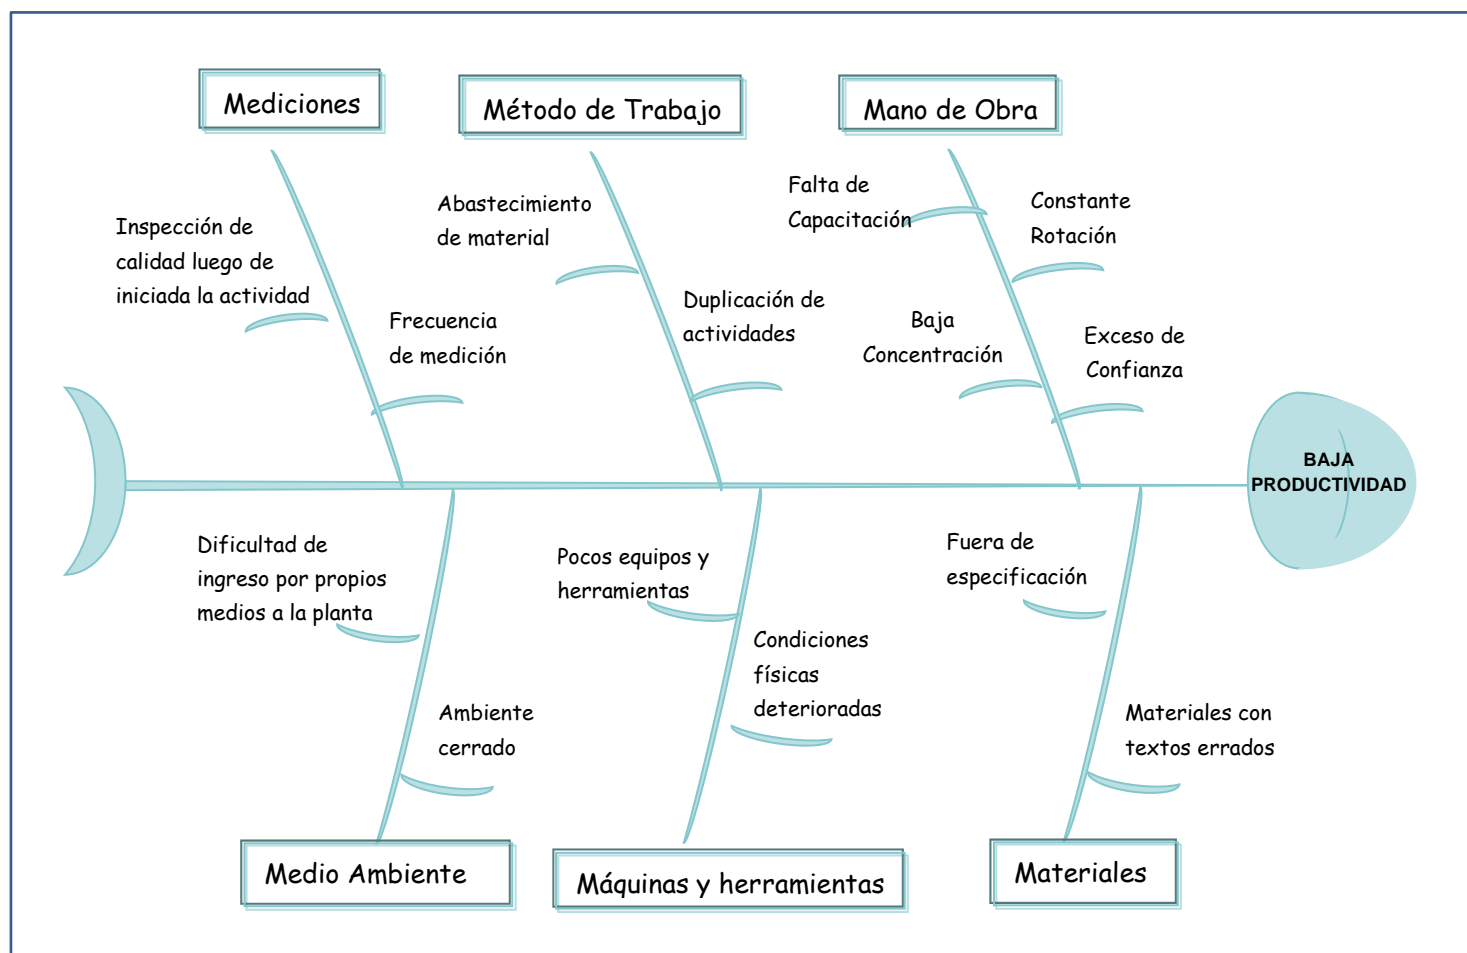 Mediciones
Método de Trabajo
Mano de Obra
Inspección de
calidad luego de
iniciada la actividad
Frecuencia
de medición
Abastecimiento
de material
Duplicación de
actividades
Falta de
Capacitación
Constante
Rotación
Baja
Concentración
Exceso de
Confianza
BAJA
PRODUCTIVIDAD
Dificultad de
ingreso por propios
medios a la planta
Ambiente
cerrado
Pocos equipos y
herramientas
Condiciones
físicas
deterioradas
Fuera de
especificación
Materiales con
textos errados
Medio Ambiente
Máquinas y herramientas
Materiales